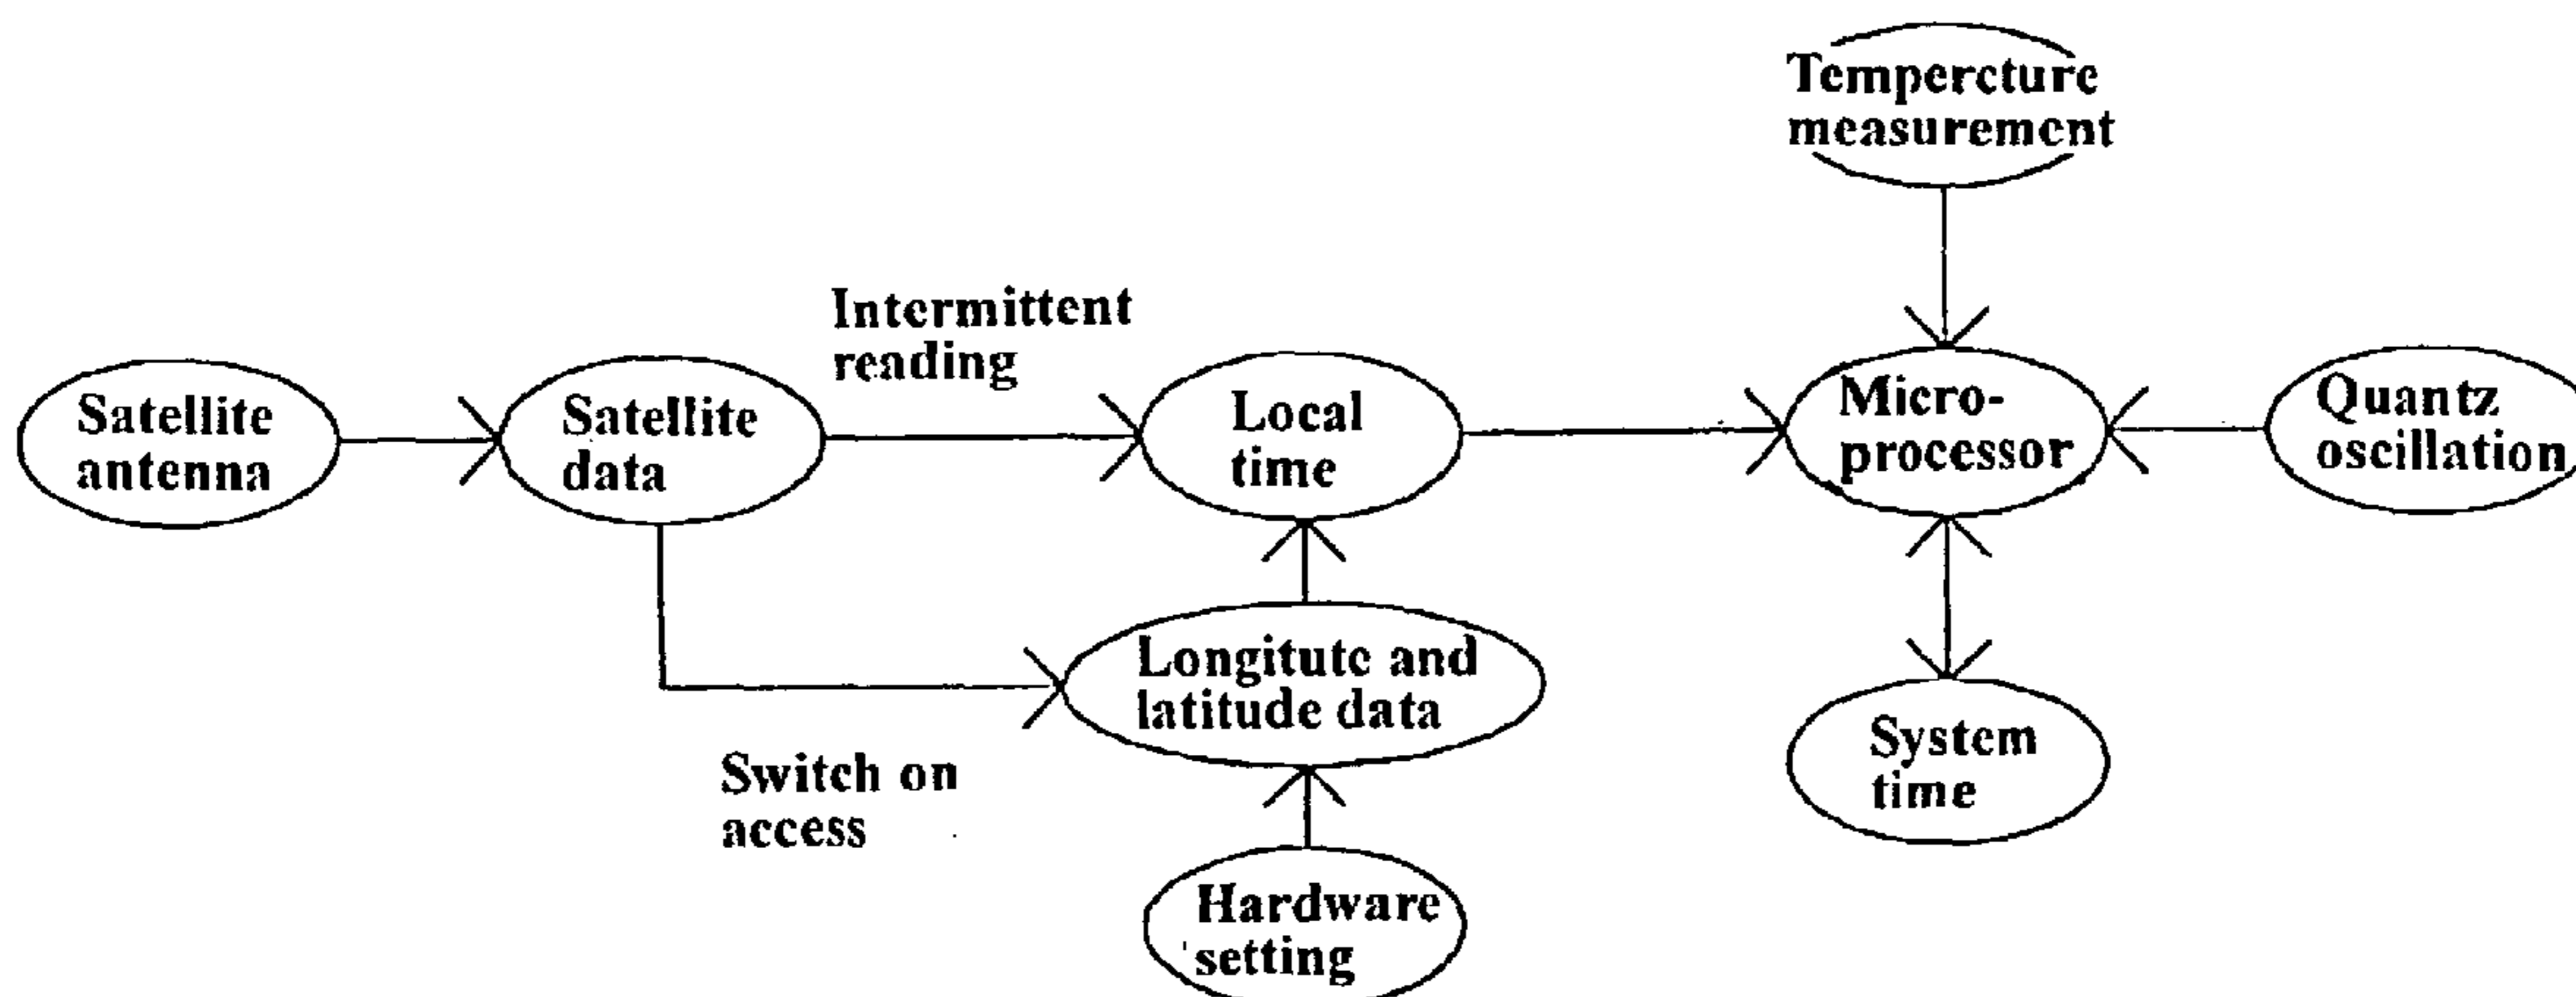 Tempercture
measurement
Intermittent
reading
Satellite
antenna
Satellite
data
Local
time
Micro-
processor
Quantz
oscillation
Longitute and
latitude data
Switch on
access
System
time
Hardware
setting